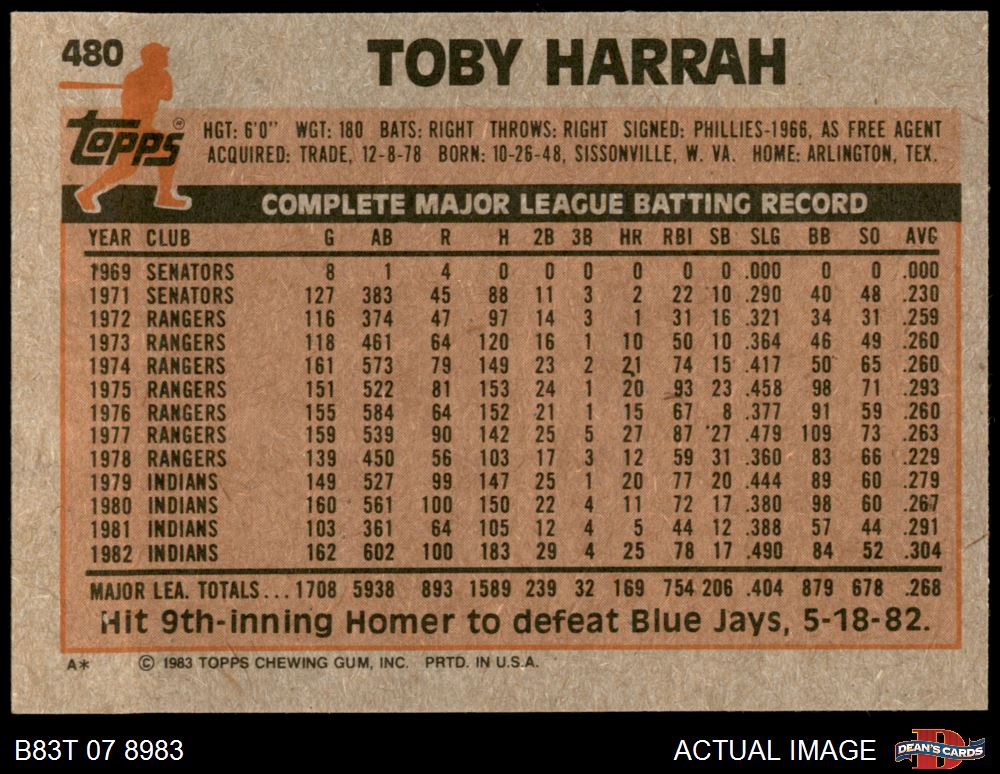 480
TOBY HARRAH
Topps®
HGT: 6'0" WGT: 180 BATS: RIGHT THROWS: RIGHT SIGNED: PHILLIES-1966, AS FREE AGENT
ACQUIRED: TRADE, 12-8-78 BORN: 10-26-48, SISSONVILLE, W. VA. HOME: ARLINGTON, TEX.
COMPLETE MAJOR LEAGUE BATTING RECORD
YEAR CLUB G AB R H 2B 3B HR RBI SB SLG BB SO AVG
1969 SENATORS 8 1 4 0 0 0 0 0 0 .000 0 0 .000
1971 SENATORS 127 383 45 88 11 3 2 22 10 .290 40 48 .230
1972 RANGERS 116 374 47 97 14 3 1 31 16 .321 34 31 .259
1973 RANGERS 118 461 64 120 16 1 10 50 10 .364 46 49 .260
1974 RANGERS 161 573 79 149 23 2 21 74 15 .417 50 65 .260
1975 RANGERS 151 522 81 153 24 1 20 93 23 .458 98 71 .293
1976 RANGERS 155 584 64 152 21 1 15 67 8 .377 91 59 .260
1977 RANGERS 159 539 90 142 25 5 27 87 27 .479 109 73 .263
1978 RANGERS 139 450 56 103 17 3 12 59 31 .360 83 66 .229
1979 INDIANS 149 527 99 147 25 1 20 77 20 .444 89 60 .279
1980 INDIANS 160 561 100 150 22 4 11 72 17 .380 98 60 .267
1981 INDIANS 103 361 64 105 12 4 5 44 12 .388 57 44 .291
1982 INDIANS 162 602 100 183 29 4 25 78 17 .490 84 52 .304
MAJOR LEA. TOTALS... 1708 5938 893 1589 239 32 169 754 206 .404 879 678 .268
Hit 9th-inning Homer to defeat Blue Jays, 5-18-82.
A* © 1983 TOPPS CHEWING GUM, INC. PRTD. IN U.S.A.
B83T 07 8983 ACTUAL IMAGE
DEAN'S CARDS